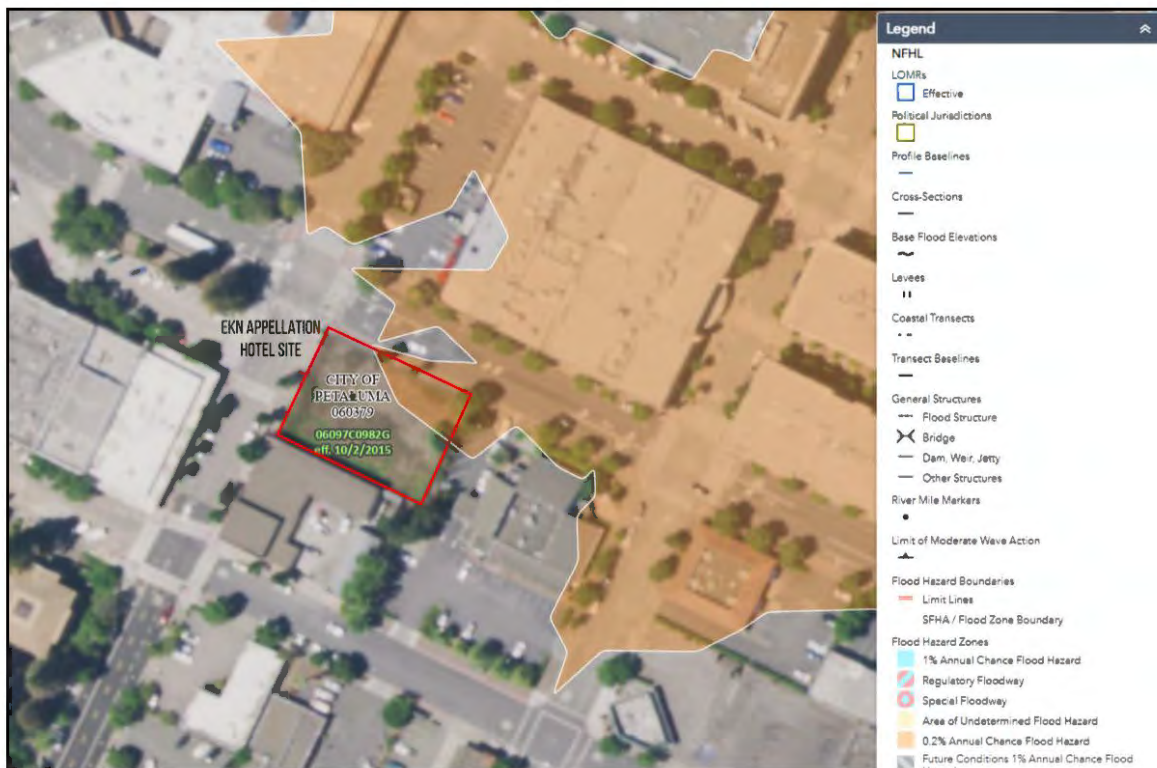 EKN APPELLATION
HOTEL SITE
CITY OF
PETALUMA
060379
06097C0982G
eff. 10/2/2015
Legend
NFHL
LOMRs
Effective
Political Jurisdictions
Profile Baselines
Cross-Sections
Base Flood Elevations
Levees
Coastal Transects
Transect Baselines
General Structures
Flood Structure
Bridge
Dam, Weir, Jetty
Other Structures
River Mile Markers
Limit of Moderate Wave Action
Flood Hazard Boundaries
Limit Lines
SFHA / Flood Zone Boundary
Flood Hazard Zones
1% Annual Chance Flood Hazard
Regulatory Floodway
Special Floodway
Area of Undetermined Flood Hazard
0.2% Annual Chance Flood Hazard
Future Conditions 1% Annual Chance Flood